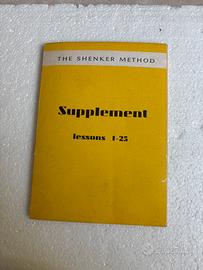 THE SHENKER METHOD
Supplement
lessons 1-25